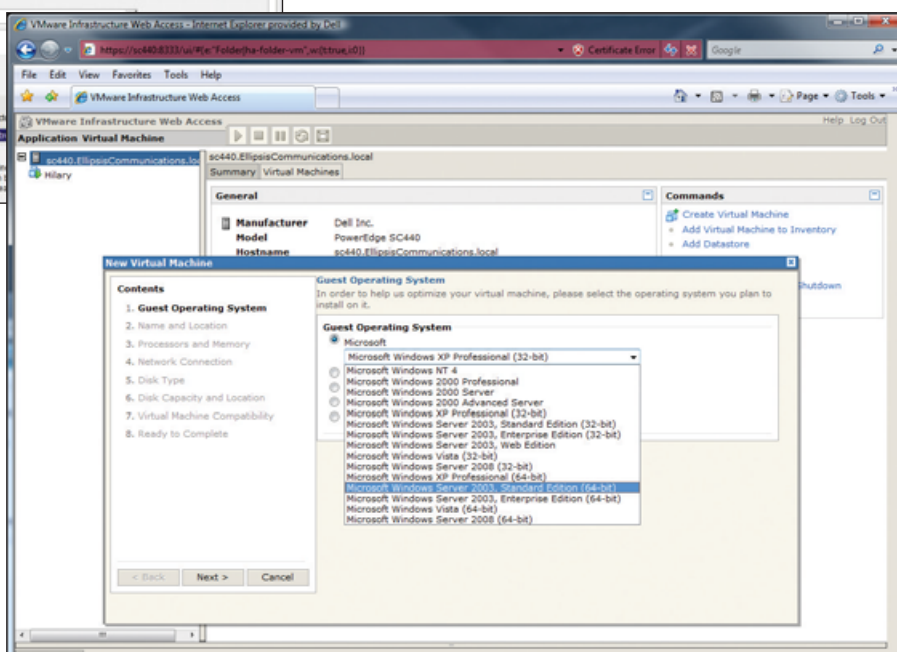 VMware Infrastructure Web Access - Internet Explorer provided by Dell
https://sc440:8333/ui/#{e:"Folder|ha-folder-vm",w:{t:true,i:0}}
Certificate Error
Google
File Edit View Favorites Tools Help
VMware Infrastructure Web Access
Page Tools
VMware Infrastructure Web Access
Help Log Out
Application Virtual Machine
sc440.EllipsisCommunications.loc
Hilary
sc440.EllipsisCommunications.local
Summary Virtual Machines
General
Manufacturer Dell Inc.
Model PowerEdge SC440
Hostname sc440.EllipsisCommunications.local
Commands
Create Virtual Machine
Add Virtual Machine to Inventory
Add Datastore
Shutdown
New Virtual Machine
Contents
1. Guest Operating System
2. Name and Location
3. Processors and Memory
4. Network Connection
5. Disk Type
6. Disk Capacity and Location
7. Virtual Machine Compatibility
8. Ready to Complete
Guest Operating System
In order to help us optimize your virtual machine, please select the operating system you plan to
install on it.
Guest Operating System
Microsoft
Microsoft Windows XP Professional (32-bit)
Microsoft Windows NT 4
Microsoft Windows 2000 Professional
Microsoft Windows 2000 Server
Microsoft Windows 2000 Advanced Server
Microsoft Windows XP Professional (32-bit)
Microsoft Windows Server 2003, Standard Edition (32-bit)
Microsoft Windows Server 2003, Enterprise Edition (32-bit)
Microsoft Windows Server 2003, Web Edition
Microsoft Windows Vista (32-bit)
Microsoft Windows Server 2008 (32-bit)
Microsoft Windows XP Professional (64-bit)
Microsoft Windows Server 2003, Standard Edition (64-bit)
Microsoft Windows Server 2003, Enterprise Edition (64-bit)
Microsoft Windows Vista (64-bit)
Microsoft Windows Server 2008 (64-bit)
< Back Next > Cancel